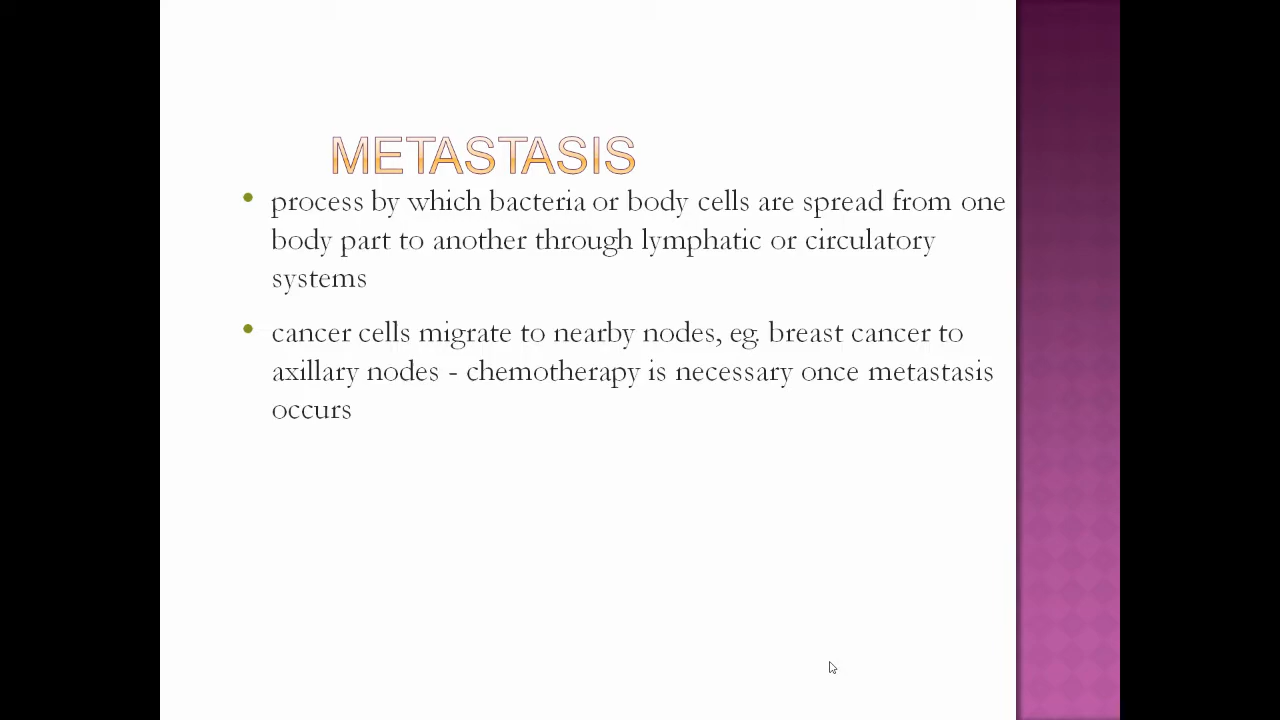 METASTASIS
• process by which bacteria or body cells are spread from one
body part to another through lymphatic or circulatory
systems
• cancer cells migrate to nearby nodes, eg. breast cancer to
axillary nodes - chemotherapy is necessary once metastasis
occurs